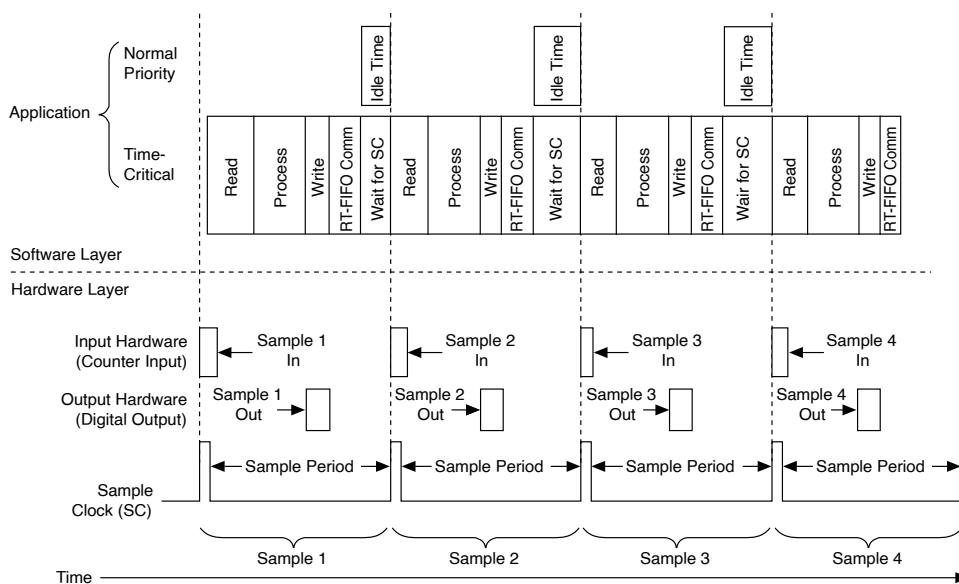 Normal
Priority
Application
Time-
Critical
Idle Time
Idle Time
Idle Time
Read
Process
Write
RT-FIFO Comm
Wait for SC
Read
Process
Write
RT-FIFO Comm
Wait for SC
Read
Process
Write
RT-FIFO Comm
Wair for SC
Read
Process
Write
RT-FIFO Comm
Software Layer
Hardware Layer
Input Hardware
(Counter Input)
Sample 1
In
Sample 2
In
Sample 3
In
Sample 4
In
Output Hardware
(Digital Output)
Sample 1
Out
Sample 2
Out
Sample 3
Out
Sample 4
Out
Sample Period
Sample Period
Sample Period
Sample Period
Sample
Clock (SC)
Sample 1
Sample 2
Sample 3
Sample 4
Time